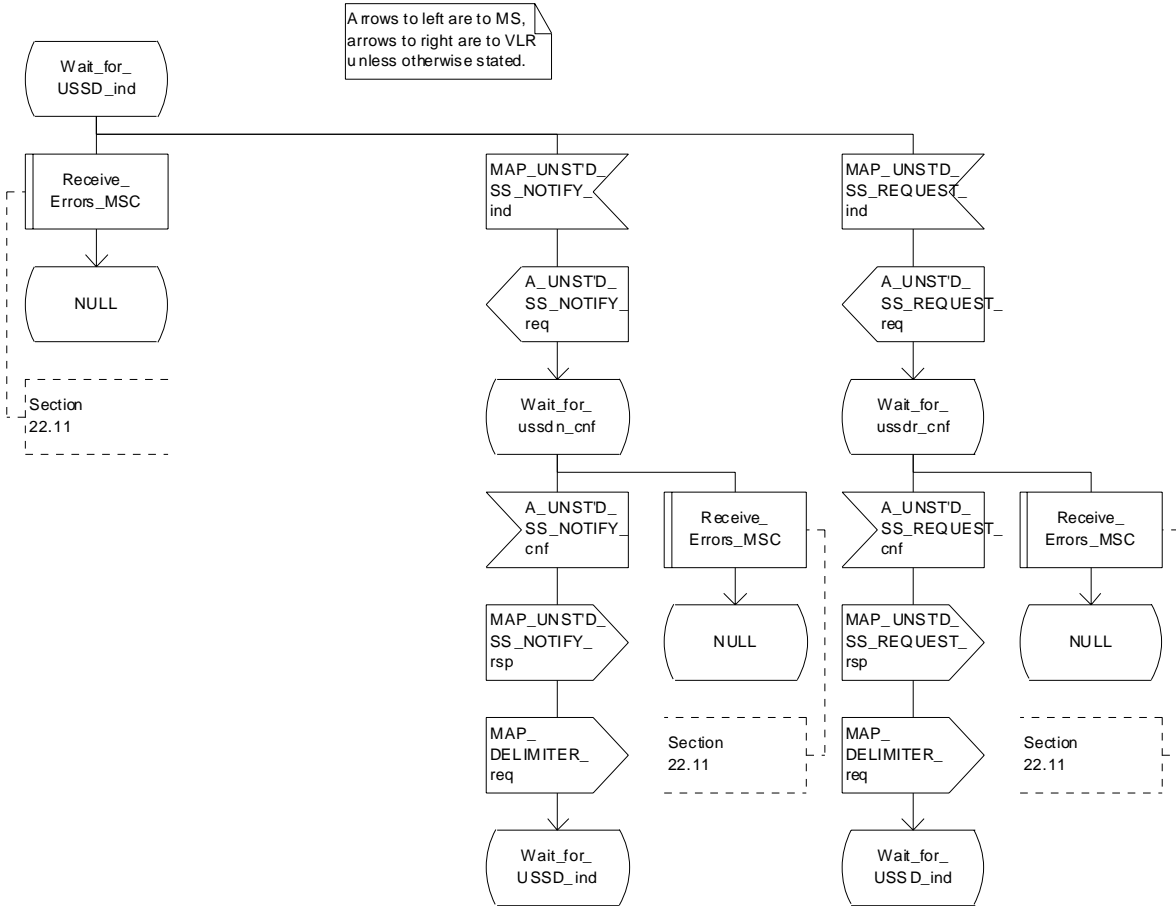 Arrows to left are to MS,
arrows to right are to VLR
unless otherwise stated.
Wait_for_
USSD_ind
Receive_
Errors_MSC
MAP_UNST'D_
SS_NOTIFY_
ind
MAP_UNST'D_
SS_REQUEST_
ind
NULL
A_UNST'D_
SS_NOTIFY_
req
A_UNST'D_
SS_REQUEST_
req
Section
22.11
Wait_for_
ussdn_cnf
Wait_for_
ussdr_cnf
A_UNST'D_
SS_NOTIFY_
cnf
Receive_
Errors_MSC
A_UNST'D_
SS_REQUEST_
cnf
Receive_
Errors_MSC
MAP_UNST'D_
SS_NOTIFY_
rsp
NULL
MAP_UNST'D_
SS_REQUEST_
rsp
NULL
MAP_
DELIMITER_
req
Section
22.11
MAP_
DELIMITER_
req
Section
22.11
Wait_for_
USSD_ind
Wait_for_
USSD_ind